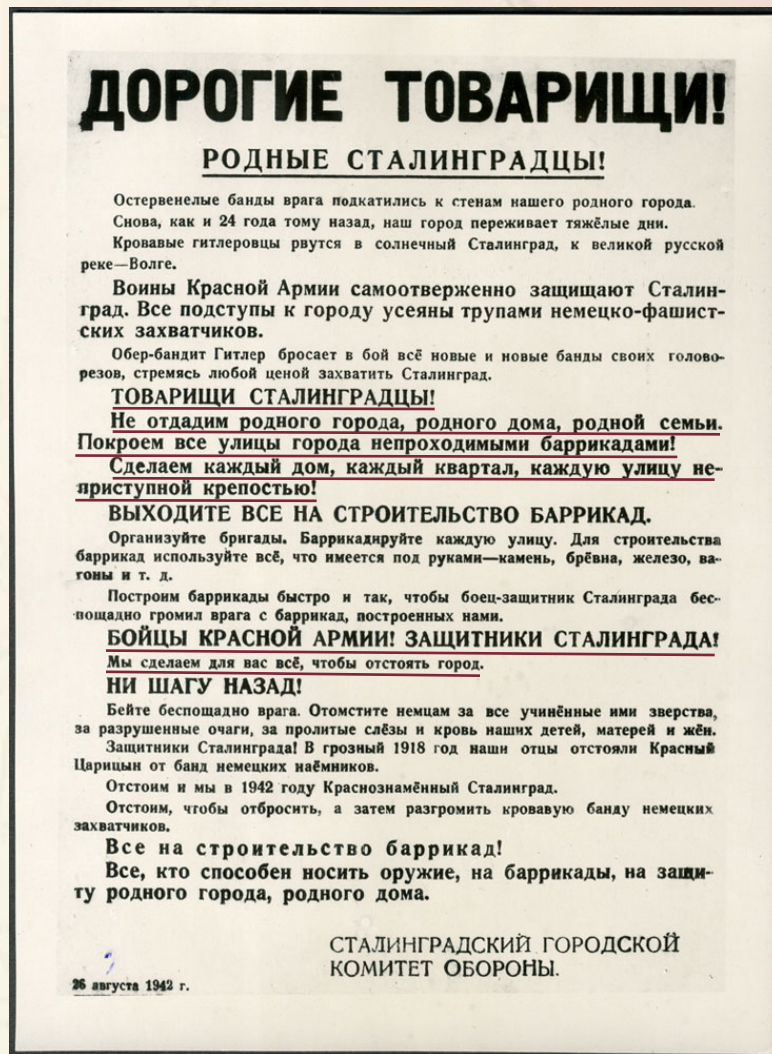 ДОРОГИЕ ТОВАРИЩИ!
РОДНЫЕ СТАЛИНГРАДЦЫ!
Остервенелые банды врага подкатились к стенам нашего родного города.
Снова, как и 24 года тому назад, наш город переживает тяжёлые дни.
Кровавые гитлеровцы рвутся в солнечный Сталинград, к великой русской
реке—Волге.
Воины Красной Армии самоотверженно защищают Сталин-
град. Все подступы к городу усеяны трупами немецко-фашист-
ских захватчиков.
Обер-бандит Гитлер бросает в бой всё новые и новые банды своих голово-
резов, стремясь любой ценой захватить Сталинград.
ТОВАРИЩИ СТАЛИНГРАДЦЫ!
Не отдадим родного города, родного дома, родной семьи.
Покроем все улицы города непроходимыми баррикадами!
Сделаем каждый дом, каждый квартал, каждую улицу не-
приступной крепостью!
ВЫХОДИТЕ ВСЕ НА СТРОИТЕЛЬСТВО БАРРИКАД.
Организуйте бригады. Баррикадируйте каждую улицу. Для строительства
баррикад используйте всё, что имеется под руками—камень, брёвна, железо, ва-
гоны и т. д.
Построим баррикады быстро и так, чтобы боец-защитник Сталинграда бес-
пощадно громил врага с баррикад, построенных нами.
БОЙЦЫ КРАСНОЙ АРМИИ! ЗАЩИТНИКИ СТАЛИНГРАДА!
Мы сделаем для вас всё, чтобы отстоять город.
НИ ШАГУ НАЗАД!
Бейте беспощадно врага. Отомстите немцам за все учинённые ими зверства,
за разрушенные очаги, за пролитые слёзы и кровь наших детей, матерей и жён.
Защитники Сталинграда! В грозный 1918 год наши отцы отстояли Красный
Царицын от банд немецких наёмников.
Отстоим и мы в 1942 году Краснознамённый Сталинград.
Отстоим, чтобы отбросить, а затем разгромить кровавую банду немецких
захватчиков.
Все на строительство баррикад!
Все, кто способен носить оружие, на баррикады, на защи-
ту родного города, родного дома.
СТАЛИНГРАДСКИЙ ГОРОДСКОЙ
КОМИТЕТ ОБОРОНЫ.
26 августа 1942 г.